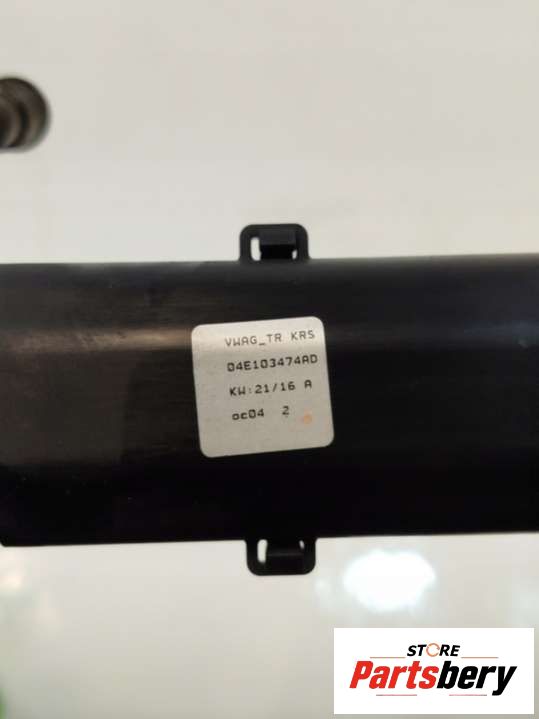 VWAG_TR KRS
04E103474AD
KW:21/16 A
oc04 2
STORE
Partsbery